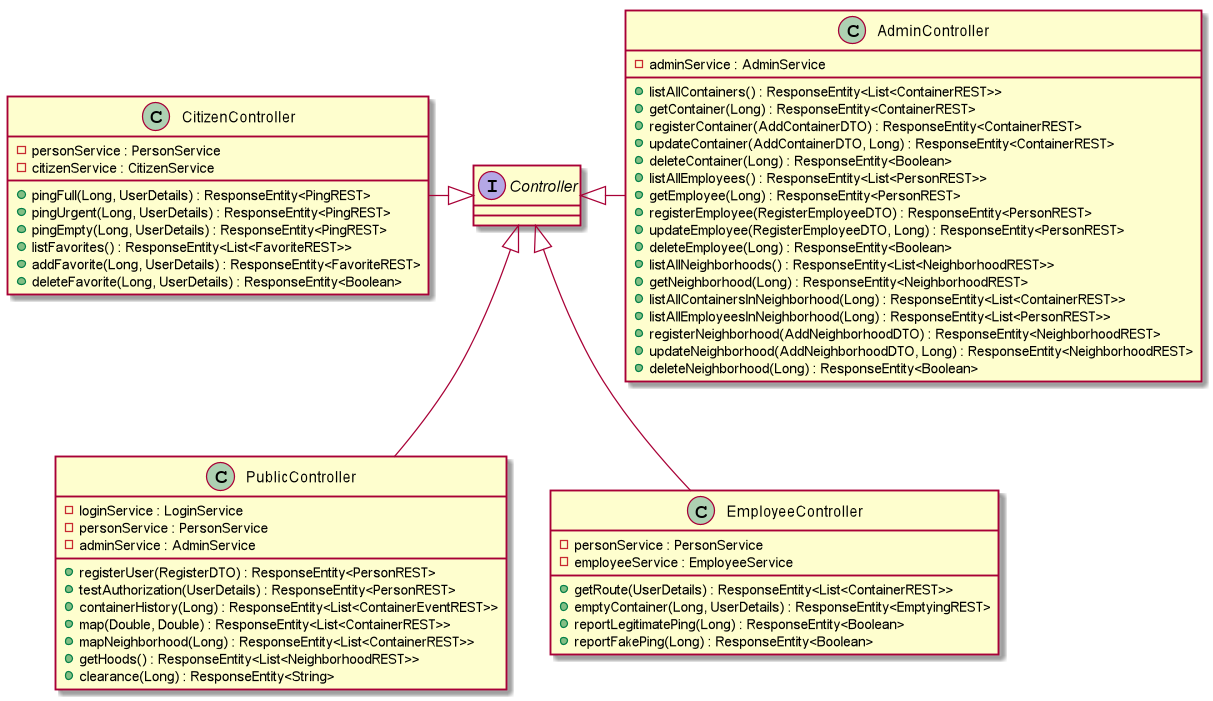 C CitizenController
personService : PersonService
citizenService : CitizenService
pingFull(Long, UserDetails) : ResponseEntity<PingREST>
pingUrgent(Long, UserDetails) : ResponseEntity<PingREST>
pingEmpty(Long, UserDetails) : ResponseEntity<PingREST>
listFavorites() : ResponseEntity<List<FavoriteREST>>
addFavorite(Long, UserDetails) : ResponseEntity<FavoriteREST>
deleteFavorite(Long, UserDetails) : ResponseEntity<Boolean>
I Controller
C AdminController
adminService : AdminService
listAllContainers() : ResponseEntity<List<ContainerREST>>
getContainer(Long) : ResponseEntity<ContainerREST>
registerContainer(AddContainerDTO) : ResponseEntity<ContainerREST>
updateContainer(AddContainerDTO, Long) : ResponseEntity<ContainerREST>
deleteContainer(Long) : ResponseEntity<Boolean>
listAllEmployees() : ResponseEntity<List<PersonREST>>
getEmployee(Long) : ResponseEntity<PersonREST>
registerEmployee(RegisterEmployeeDTO) : ResponseEntity<PersonREST>
updateEmployee(RegisterEmployeeDTO, Long) : ResponseEntity<PersonREST>
deleteEmployee(Long) : ResponseEntity<Boolean>
listAllNeighborhoods() : ResponseEntity<List<NeighborhoodREST>>
getNeighborhood(Long) : ResponseEntity<NeighborhoodREST>
listAllContainersInNeighborhood(Long) : ResponseEntity<List<ContainerREST>>
listAllEmployeesInNeighborhood(Long) : ResponseEntity<List<PersonREST>>
registerNeighborhood(AddNeighborhoodDTO) : ResponseEntity<NeighborhoodREST>
updateNeighborhood(AddNeighborhoodDTO, Long) : ResponseEntity<NeighborhoodREST>
deleteNeighborhood(Long) : ResponseEntity<Boolean>
C PublicController
loginService : LoginService
personService : PersonService
adminService : AdminService
registerUser(RegisterDTO) : ResponseEntity<PersonREST>
testAuthorization(UserDetails) : ResponseEntity<PersonREST>
containerHistory(Long) : ResponseEntity<List<ContainerEventREST>>
map(Double, Double) : ResponseEntity<List<ContainerREST>>
mapNeighborhood(Long) : ResponseEntity<List<ContainerREST>>
getHoods() : ResponseEntity<List<NeighborhoodREST>>
clearance(Long) : ResponseEntity<String>
C EmployeeController
personService : PersonService
employeeService : EmployeeService
getRoute(UserDetails) : ResponseEntity<List<ContainerREST>>
emptyContainer(Long, UserDetails) : ResponseEntity<EmptyingREST>
reportLegitimatePing(Long) : ResponseEntity<Boolean>
reportFakePing(Long) : ResponseEntity<Boolean>